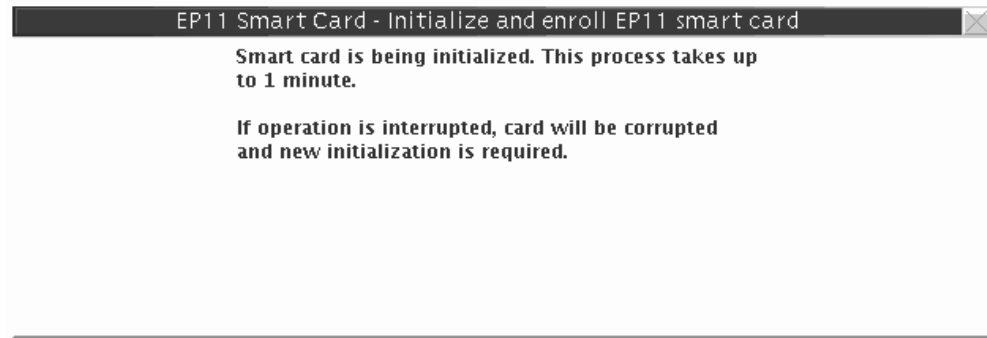 EP11 Smart Card - Initialize and enroll EP11 smart card
Smart card is being initialized. This process takes up
to 1 minute.
If operation is interrupted, card will be corrupted
and new initialization is required.